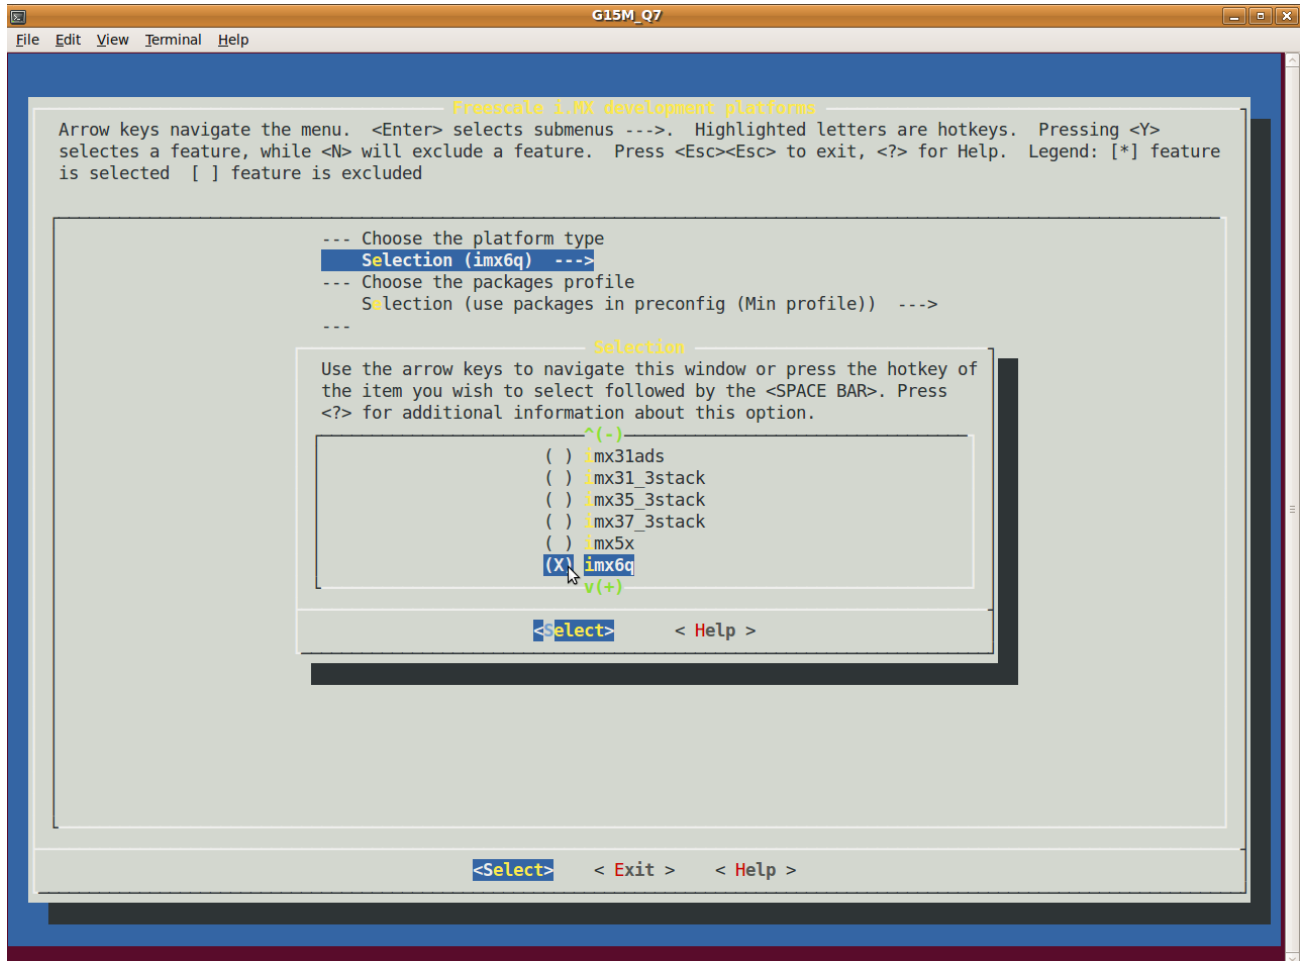 G15M_Q7
File Edit View Terminal Help
Freescale i.MX development platforms
Arrow keys navigate the menu. <Enter> selects submenus --->. Highlighted letters are hotkeys. Pressing <Y>
selectes a feature, while <N> will exclude a feature. Press <Esc><Esc> to exit, <?> for Help. Legend: [*] feature
is selected [ ] feature is excluded
--- Choose the platform type
Selection (imx6q) --->
--- Choose the packages profile
Selection (use packages in preconfig (Min profile)) --->
---
Selection
Use the arrow keys to navigate this window or press the hotkey of
the item you wish to select followed by the <SPACE BAR>. Press
<?> for additional information about this option.
^(-)
( ) imx31ads
( ) imx31_3stack
( ) imx35_3stack
( ) imx37_3stack
( ) imx5x
(X) imx6q
v(+)
<Select> < Help >
<Select> < Exit > < Help >